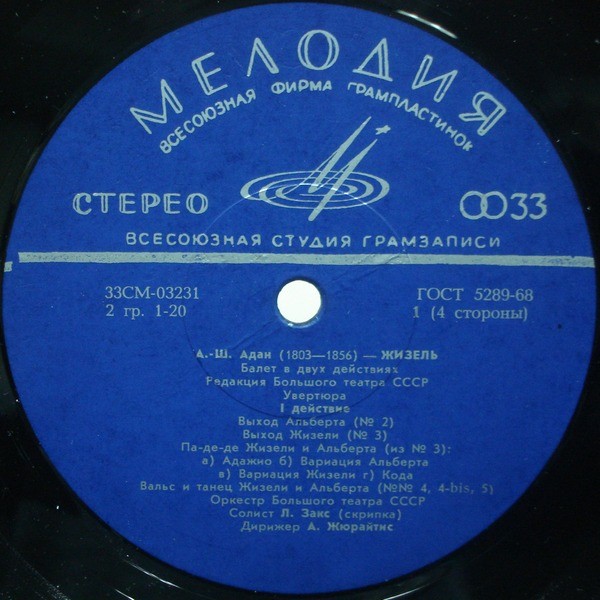 МЕЛОДИЯ
ВСЕСОЮЗНАЯ ФИРМА ГРАМПЛАСТИНОК
СТЕРЕО
33
ВСЕСОЮЗНАЯ СТУДИЯ ГРАМЗАПИСИ
33СМ-03231 ГОСТ 5289-68
2 гр. 1-20 1 (4 стороны)
А.-Ш. Адан (1803—1856) — ЖИЗЕЛЬ
Балет в двух действиях
Редакция Большого театра СССР
Увертюра
I действие
Выход Альберта (№ 2)
Выход Жизели (№ 3)
Па-де-де Жизели и Альберта (из № 3):
а) Адажио б) Вариация Альберта
в) Вариация Жизели г) Кода
Вальс и танец Жизели и Альберта (№№ 4, 4-bis, 5)
Оркестр Большого театра СССР
Солист Л. Закс (скрипка)
Дирижер А. Жюрайтис